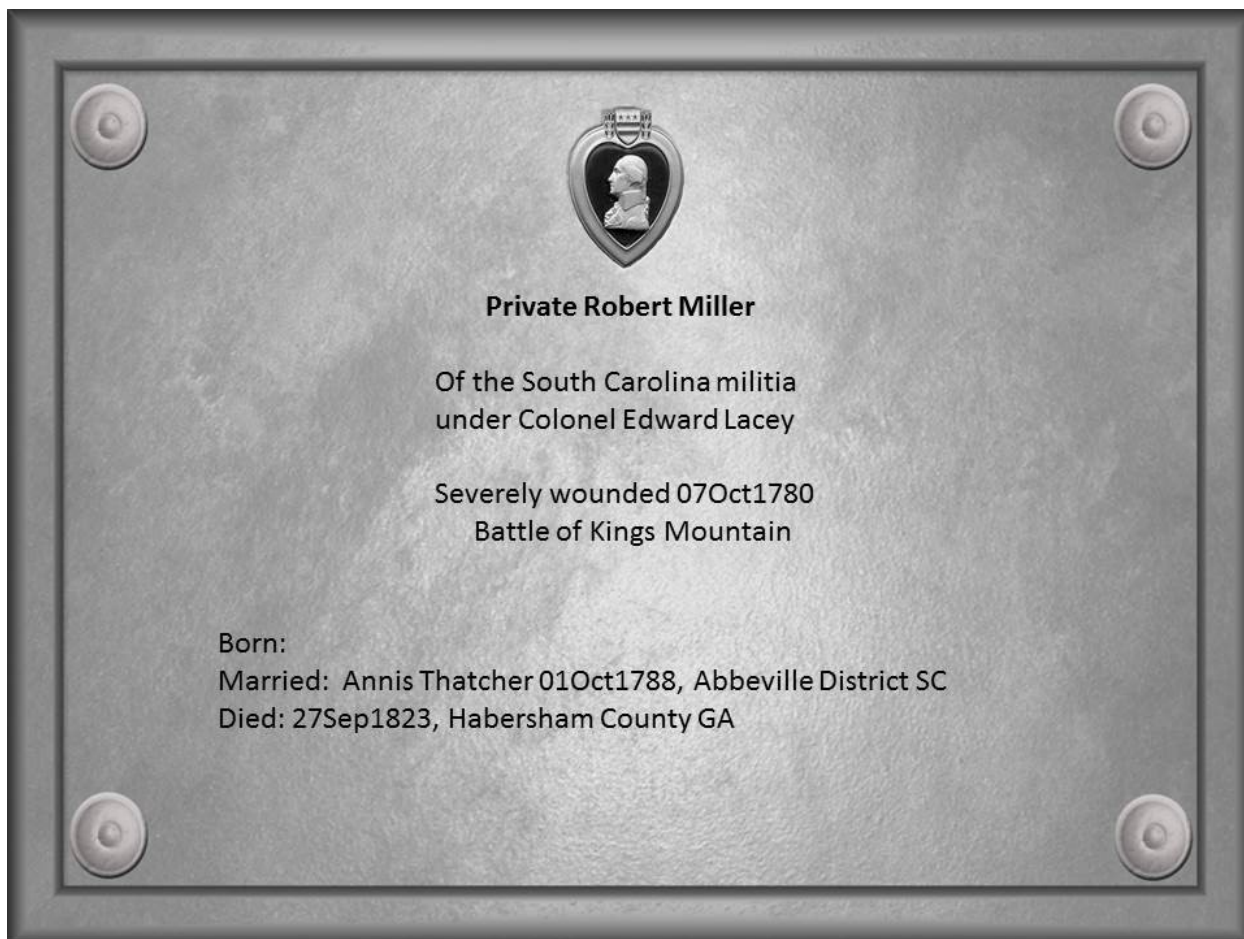 Private Robert Miller
Of the South Carolina militia
under Colonel Edward Lacey
Severely wounded 07Oct1780
Battle of Kings Mountain
Born:
Married:  Annis Thatcher 01Oct1788, Abbeville District SC
Died: 27Sep1823, Habersham County GA